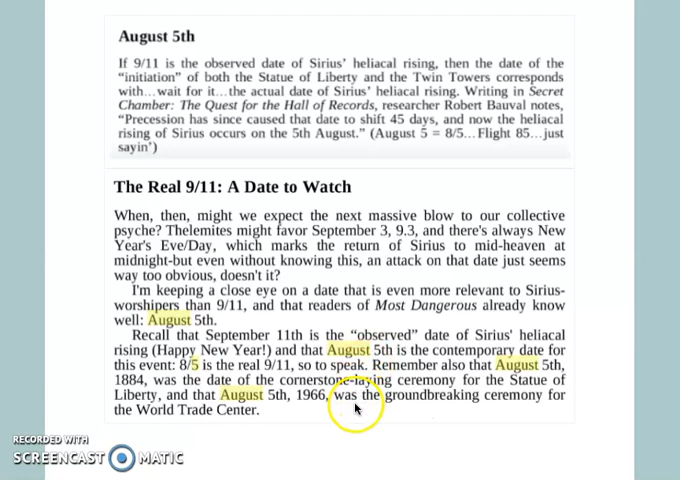 August 5th
If 9/11 is the observed date of Sirius' heliacal rising, then the date of the
“initiation” of both the Statue of Liberty and the Twin Towers corresponds
with…wait for it…the actual date of Sirius' heliacal rising. Writing in Secret
Chamber: The Quest for the Hall of Records, researcher Robert Bauval notes,
“Precession has since caused that date to shift 45 days, and now the heliacal
rising of Sirius occurs on the 5th August.” (August 5 = 8/5…Flight 85…just
sayin')
The Real 9/11: A Date to Watch
When, then, might we expect the next massive blow to our collective
psyche? Thelemites might favor September 3, 9.3, and there's always New
Year's Eve/Day, which marks the return of Sirius to mid-heaven at
midnight-but even without knowing this, an attack on that date just seems
way too obvious, doesn't it?
I'm keeping a close eye on a date that is even more relevant to Sirius-
worshipers than 9/11, and that readers of Most Dangerous already know
well: August 5th.
Recall that September 11th is the “observed” date of Sirius' heliacal
rising (Happy New Year!) and that August 5th is the contemporary date for
this event: 8/5 is the real 9/11, so to speak. Remember also that August 5th,
1884, was the date of the cornerstone-laying ceremony for the Statue of
Liberty, and that August 5th, 1966, was the groundbreaking ceremony for
the World Trade Center.
RECORDED WITH
SCREENCAST MATIC